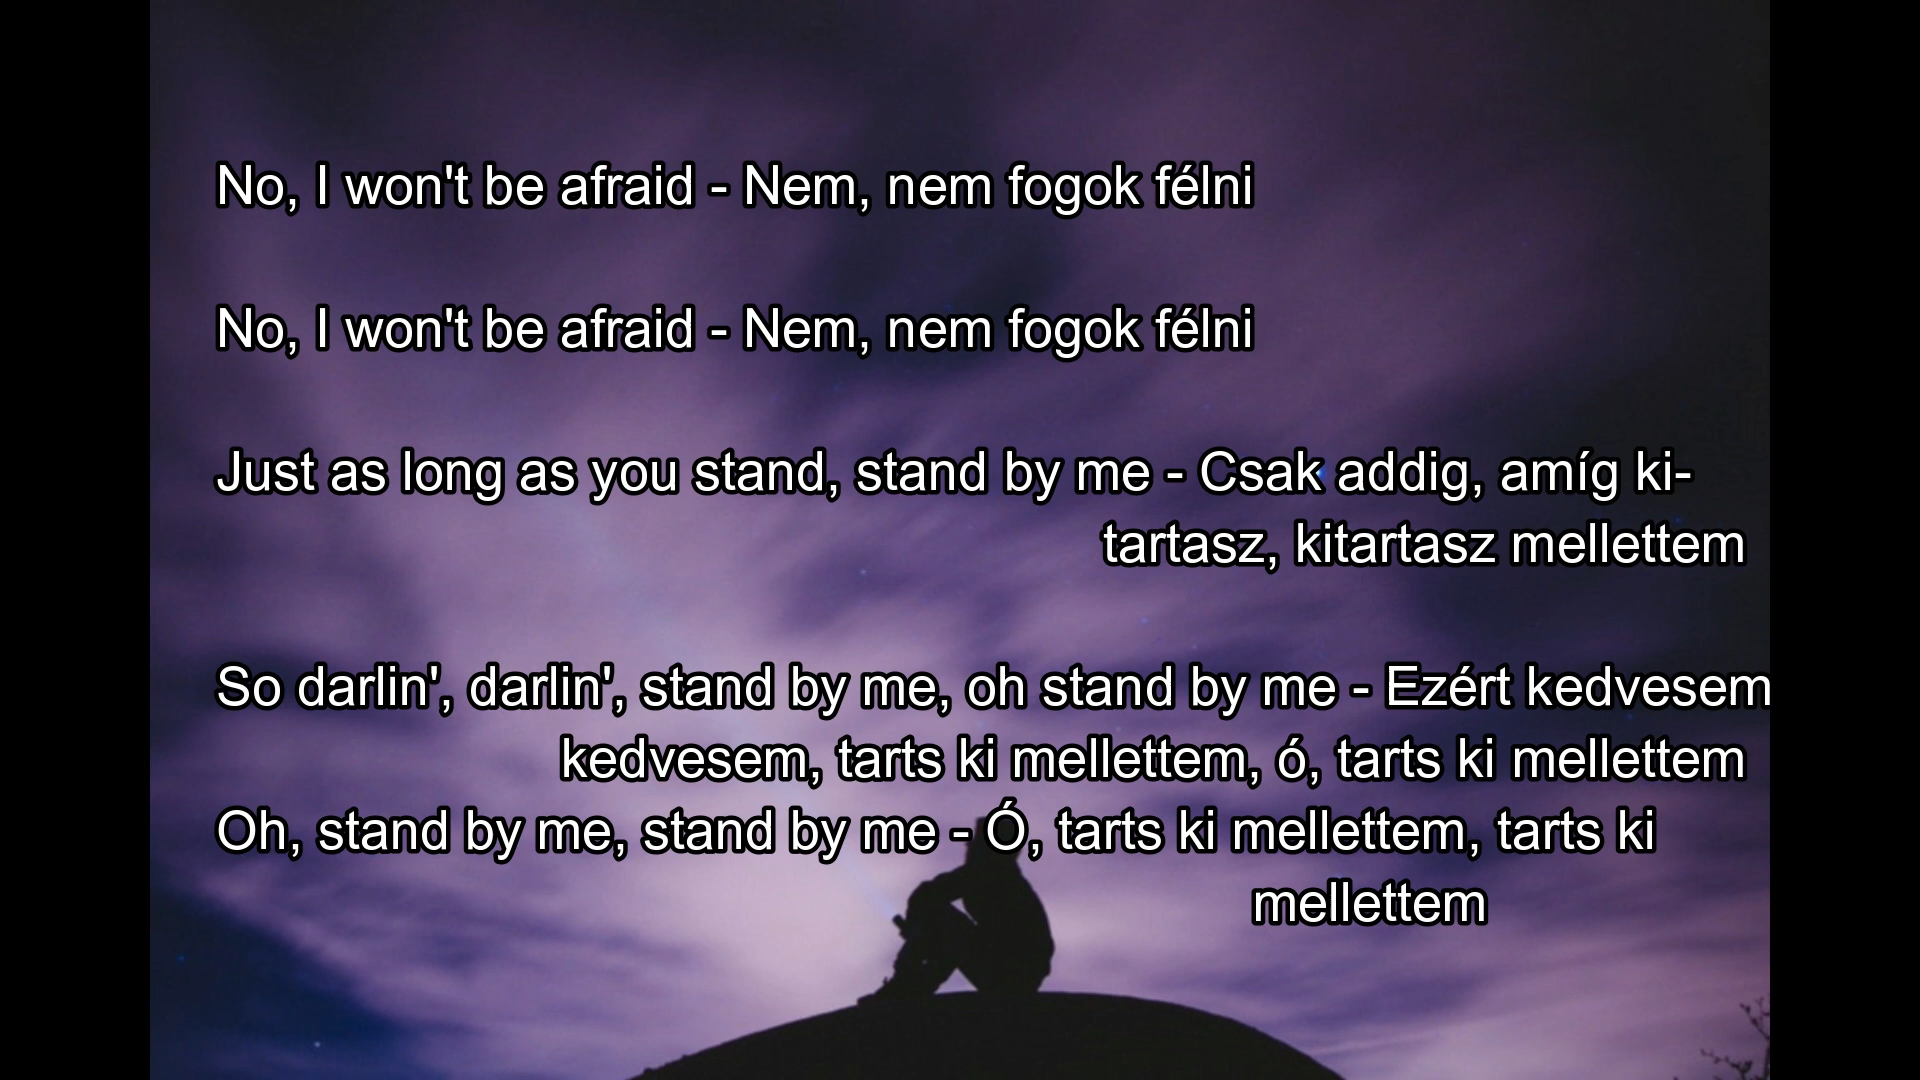 No, I won't be afraid - Nem, nem fogok félni
No, I won't be afraid - Nem, nem fogok félni
Just as long as you stand, stand by me - Csak addig, amíg ki-
tartasz, kitartasz mellettem
So darlin', darlin', stand by me, oh stand by me - Ezért kedvesem
kedvesem, tarts ki mellettem, ó, tarts ki mellettem
Oh, stand by me, stand by me - Ó, tarts ki mellettem, tarts ki
mellettem